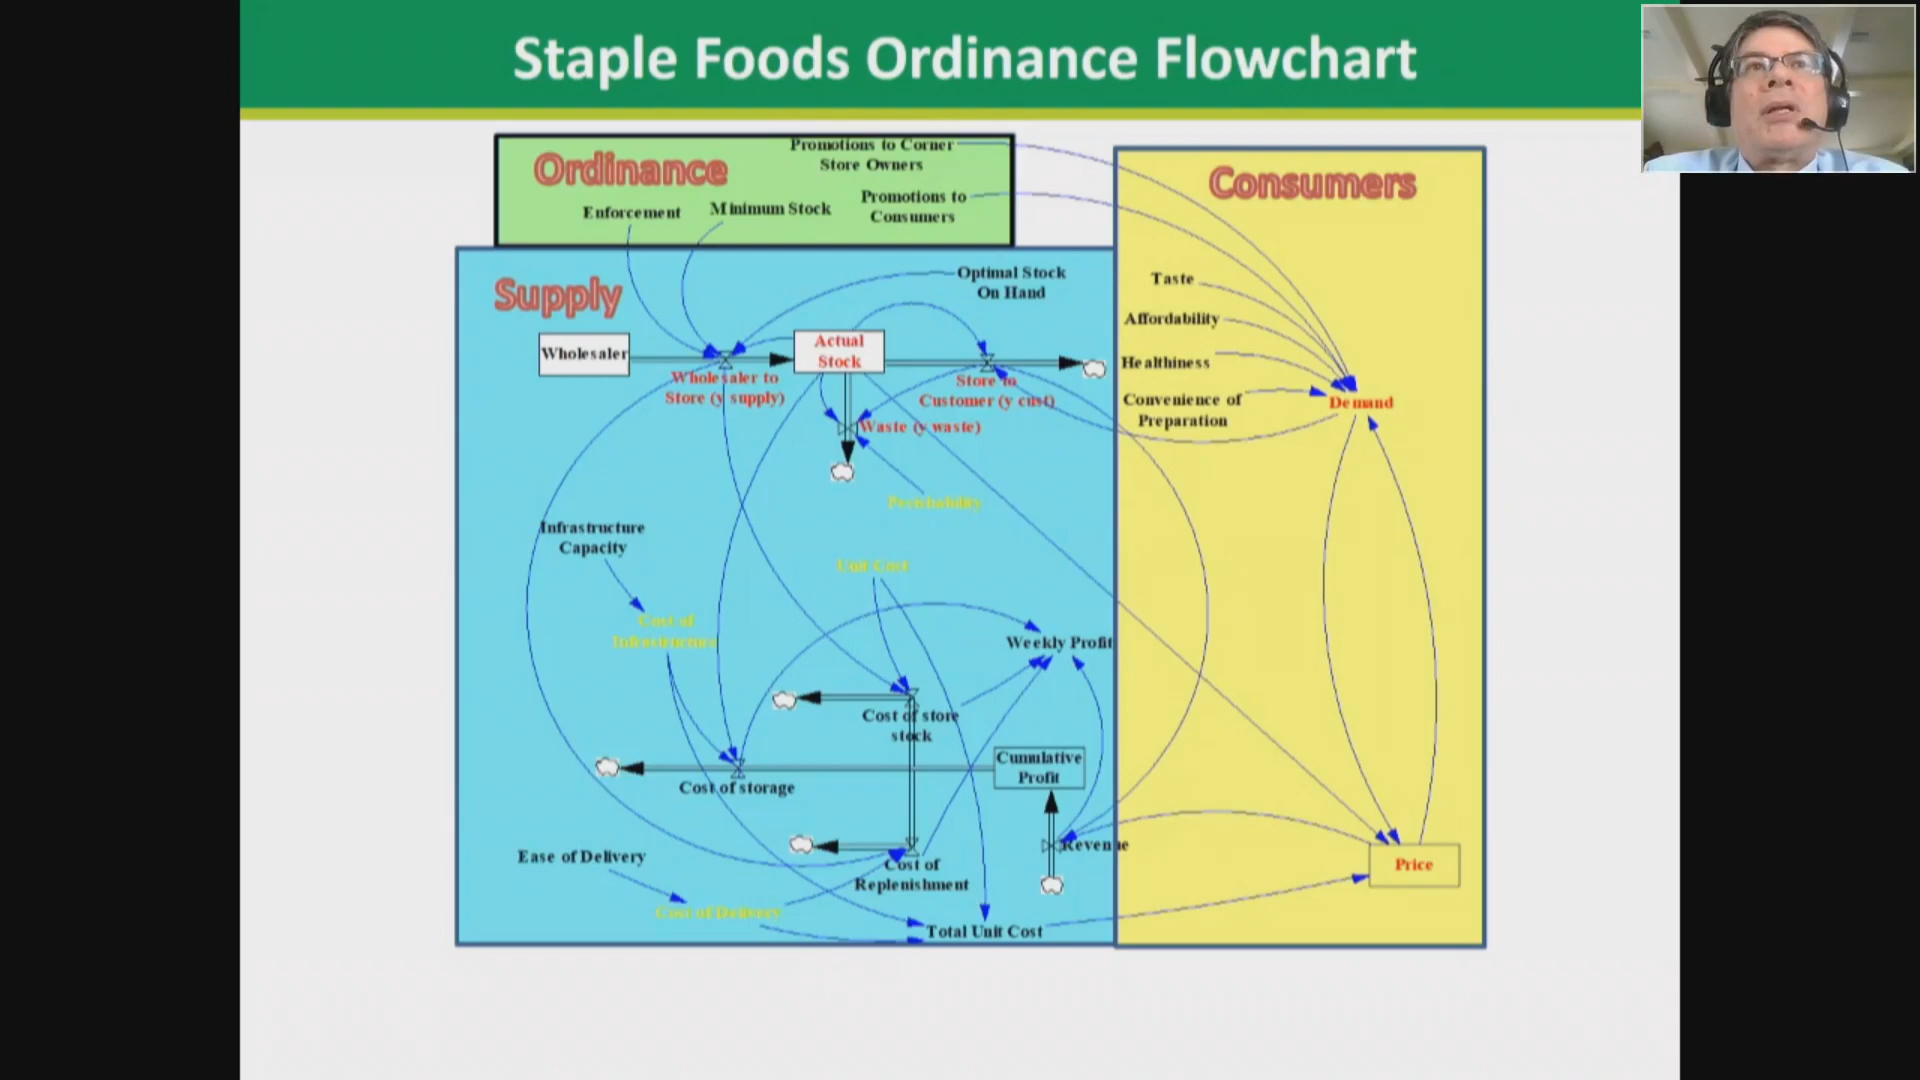 Staple Foods Ordinance Flowchart
Ordinance
Promotions to Corner
Store Owners
Enforcement
Minimum Stock
Promotions to
Consumers
Consumers
Supply
Optimal Stock
On Hand
Taste
Affordability
Healthiness
Convenience of
Preparation
Demand
Wholesaler
Actual
Stock
Wholesaler to
Store (y supply)
Store to
Customer (y cust)
Waste (y waste)
Perishability
Infrastructure
Capacity
Unit Cost
Cost of
Infrastructure
Weekly Profit
Cost of store
stock
Cumulative
Profit
Cost of storage
Revenue
Ease of Delivery
Cost of
Replenishment
Price
Cost of Delivery
Total Unit Cost